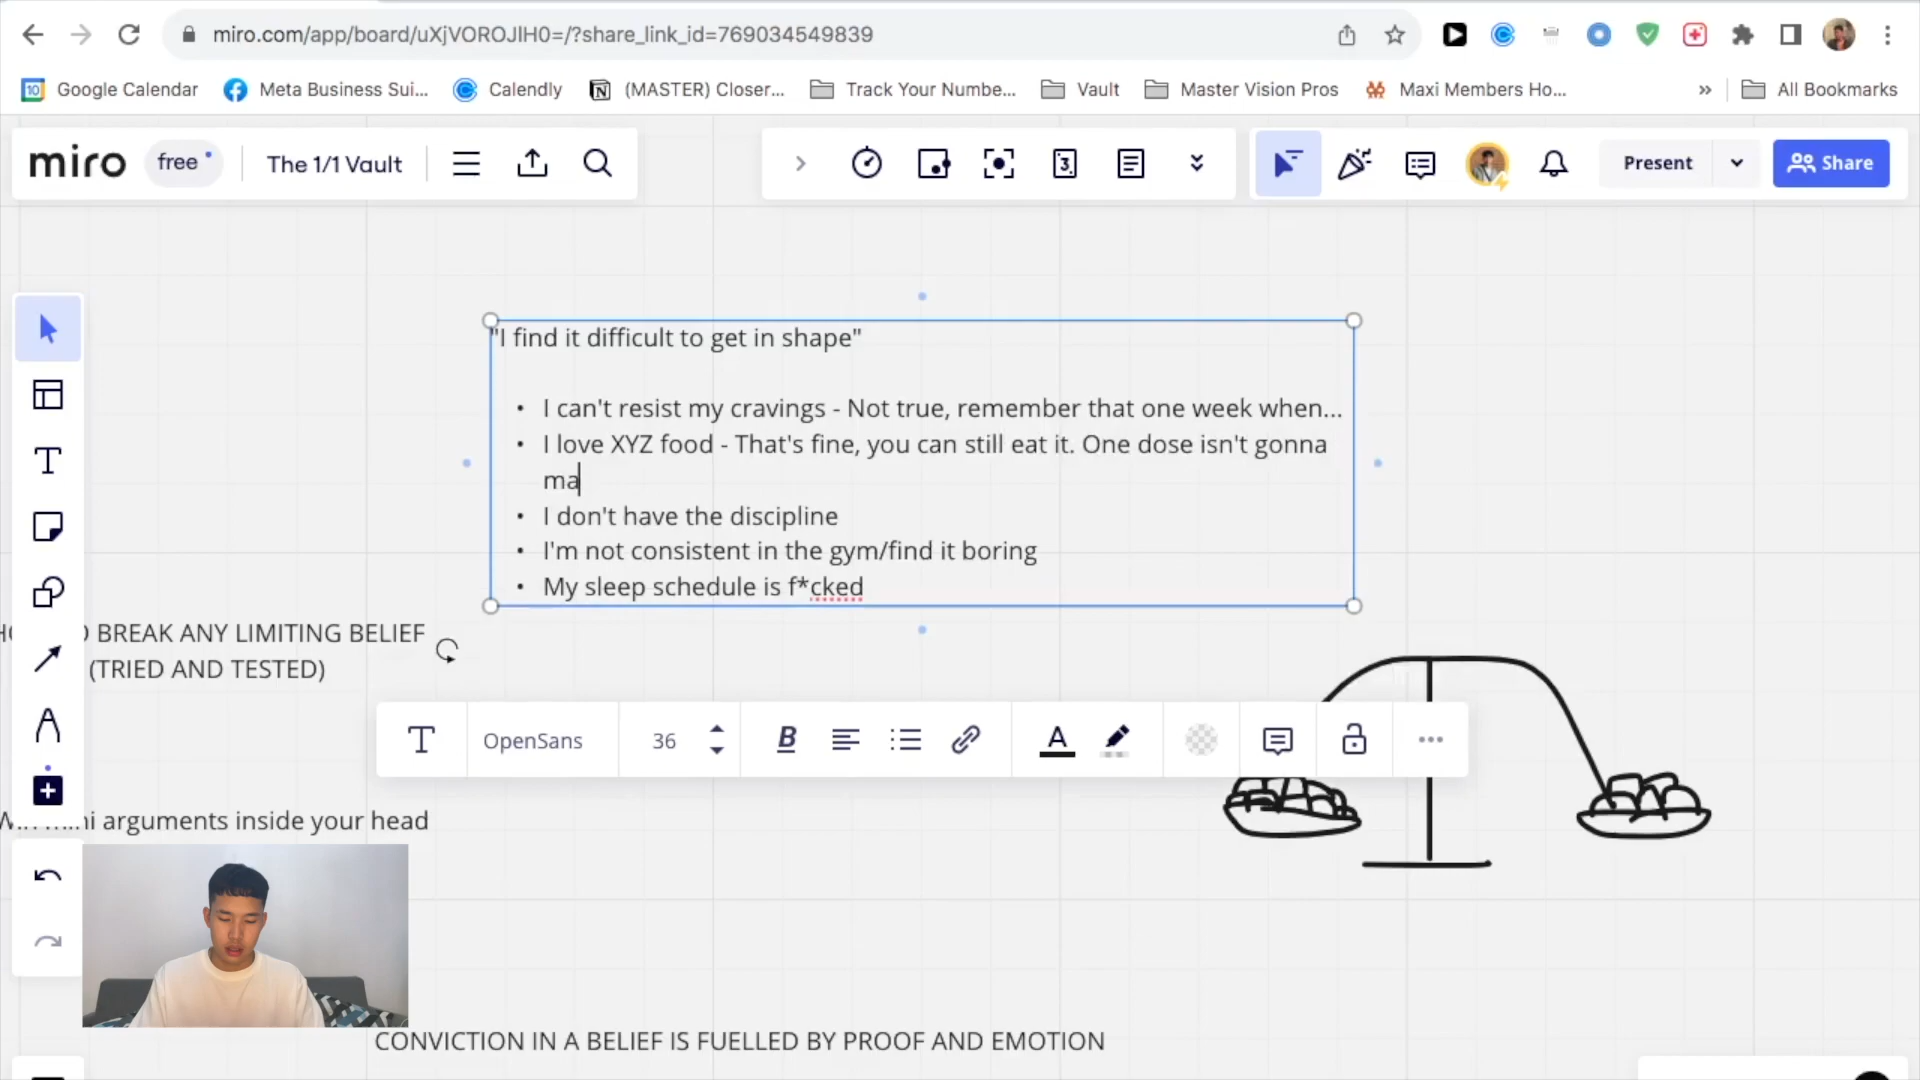 miro.com/app/board/uXjVOROJlH0=/?share_link_id=769034549839
10 Google Calendar Meta Business Sui... Calendly (MASTER) Closer... Track Your Numbe... Vault Master Vision Pros Maxi Members Ho... » All Bookmarks
miro free The 1/1 Vault 3 Present Share
"I find it difficult to get in shape"
• I can't resist my cravings - Not true, remember that one week when...
• I love XYZ food - That's fine, you can still eat it. One dose isn't gonna
ma
• I don't have the discipline
• I'm not consistent in the gym/find it boring
• My sleep schedule is f*cked
BREAK ANY LIMITING BELIEF
(TRIED AND TESTED)
OpenSans 36 B A
arguments inside your head
CONVICTION IN A BELIEF IS FUELLED BY PROOF AND EMOTION